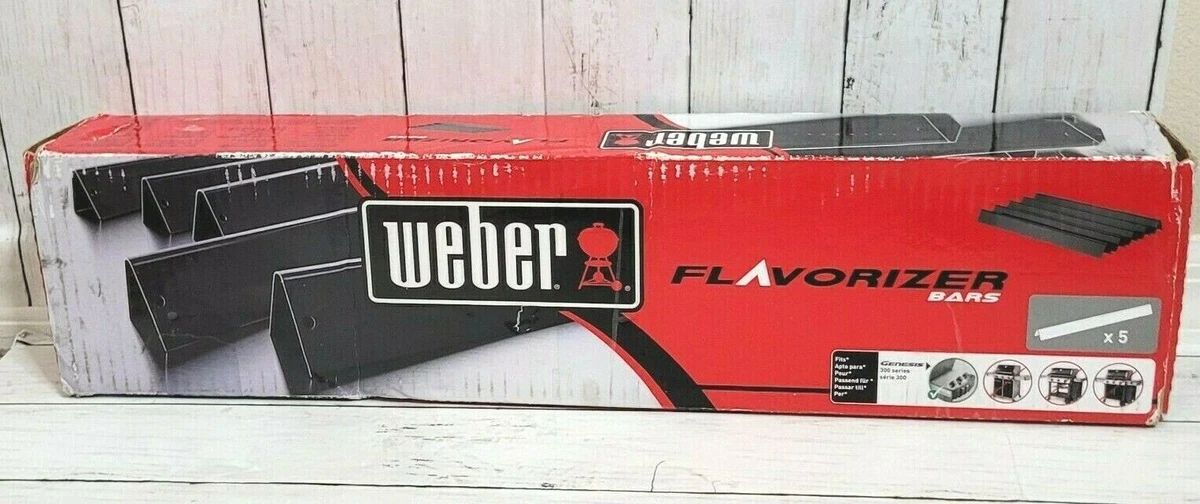 weber
FLAVORIZER
weber
FLAVORIZER
BARS
x 5
Fits*
Apto para*
Pour*
Passend für*
Passar till*
Per*
GENESIS
300 series
série 300